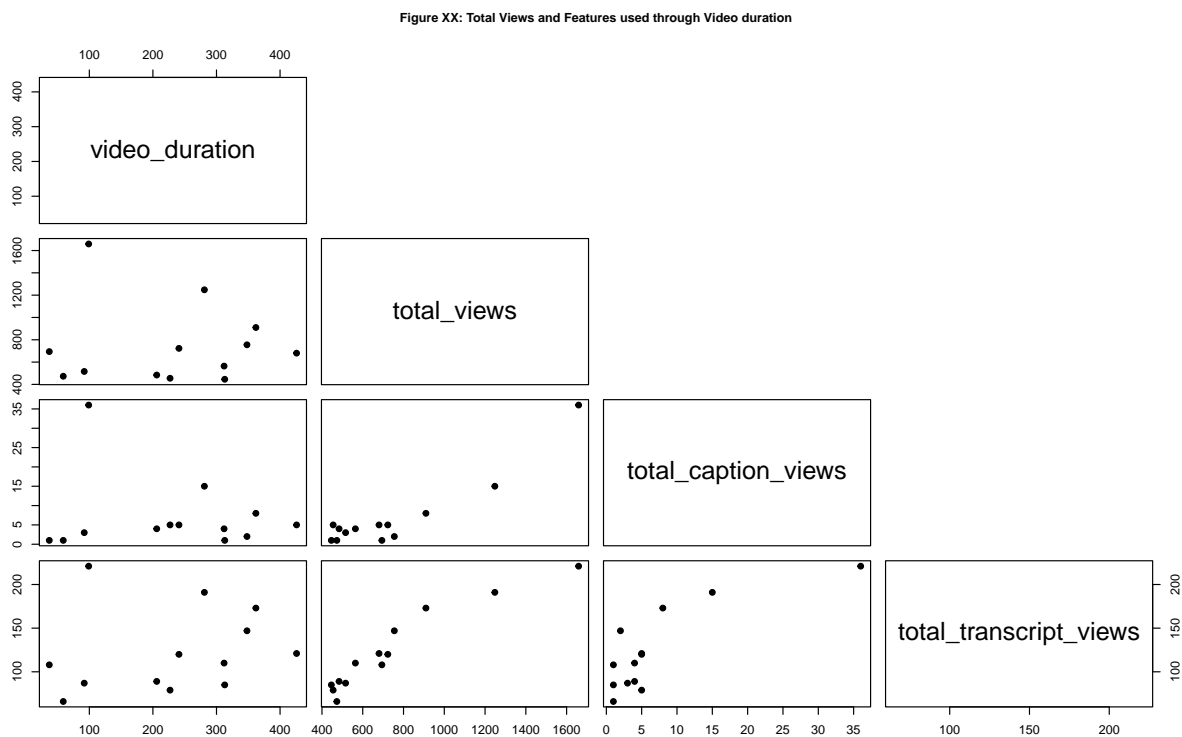 Figure XX: Total Views and Features used through Video duration
100 200 300 400
100 200 300 400
video_duration
400 800 1200 1600
total_views
0 5 15 25 35
total_caption_views
100 150 200
total_transcript_views
100 150 200
100 200 300 400
400 600 800 1000 1200 1400 1600
0 5 10 15 20 25 30 35
100 150 200